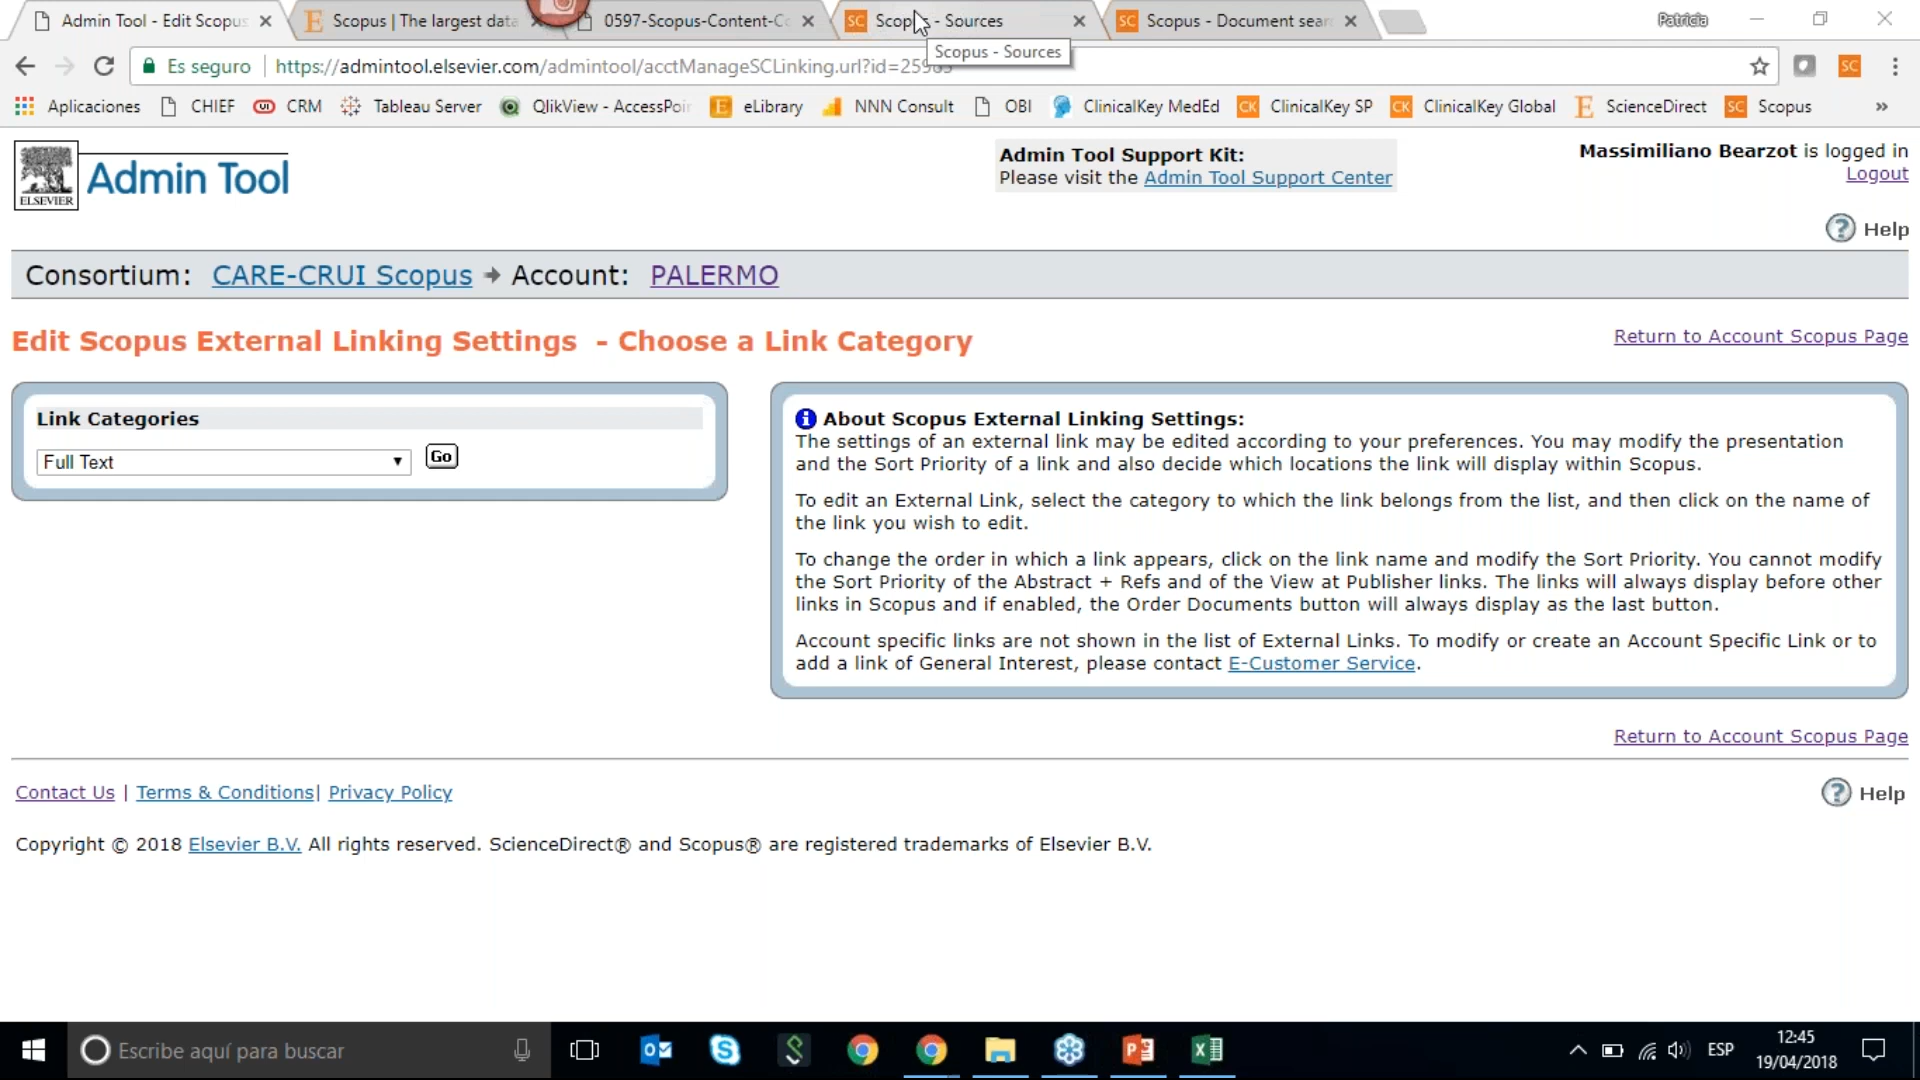 Admin Tool - Edit Scopus
Scopus | The largest data
0597-Scopus-Content-Co
Scopus - Sources
Scopus - Document sear
Patricia
Scopus - Sources
Es seguro
https://admintool.elsevier.com/admintool/acctManageSCLinking.url?id=25965
Aplicaciones CHIEF CRM Tableau Server QlikView - AccessPoin eLibrary NNN Consult OBI ClinicalKey MedEd ClinicalKey SP ClinicalKey Global ScienceDirect Scopus »
ELSEVIER
Admin Tool
Admin Tool Support Kit:
Please visit the Admin Tool Support Center
Massimiliano Bearzot is logged in
Logout
Help
Consortium: CARE-CRUI Scopus → Account: PALERMO
Edit Scopus External Linking Settings - Choose a Link Category
Return to Account Scopus Page
Link Categories
Full Text
Go
About Scopus External Linking Settings:
The settings of an external link may be edited according to your preferences. You may modify the presentation
and the Sort Priority of a link and also decide which locations the link will display within Scopus.
To edit an External Link, select the category to which the link belongs from the list, and then click on the name of
the link you wish to edit.
To change the order in which a link appears, click on the link name and modify the Sort Priority. You cannot modify
the Sort Priority of the Abstract + Refs and of the View at Publisher links. The links will always display before other
links in Scopus and if enabled, the Order Documents button will always display as the last button.
Account specific links are not shown in the list of External Links. To modify or create an Account Specific Link or to
add a link of General Interest, please contact E-Customer Service.
Return to Account Scopus Page
Contact Us | Terms & Conditions| Privacy Policy
Help
Copyright © 2018 Elsevier B.V. All rights reserved. ScienceDirect® and Scopus® are registered trademarks of Elsevier B.V.
Escribe aquí para buscar
ESP
12:45
19/04/2018